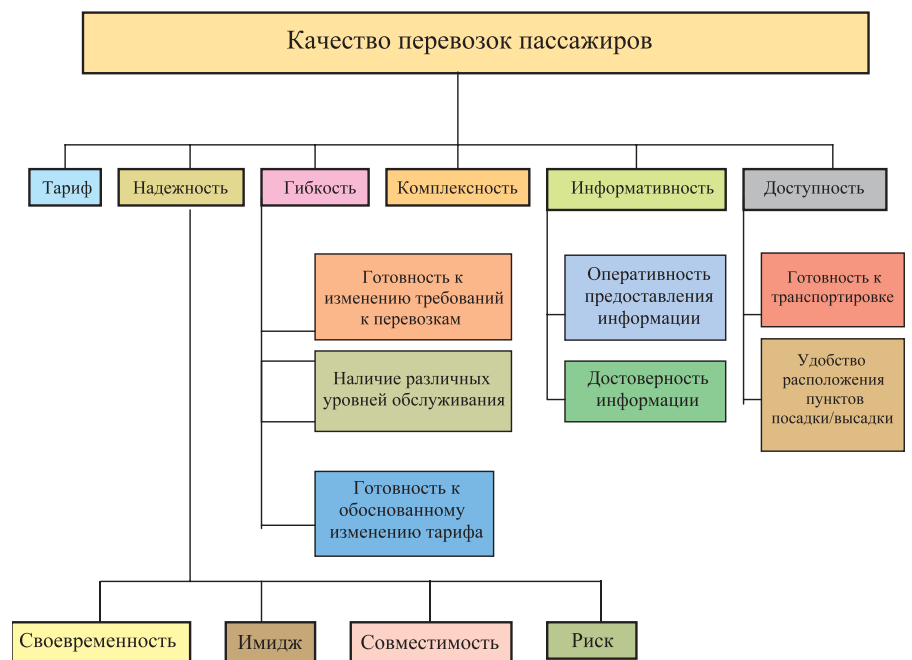 Качество перевозок пассажиров
Тариф
Надежность
Гибкость
Комплексность
Информативность
Доступность
Готовность к
изменению требований
к перевозкам
Наличие различных
уровней обслуживания
Готовность к
обоснованному
изменению тарифа
Оперативность
предоставления
информации
Достоверность
информации
Готовность к
транспортировке
Удобство
расположения
пунктов
посадки/высадки
Своевременность
Имидж
Совместимость
Риск